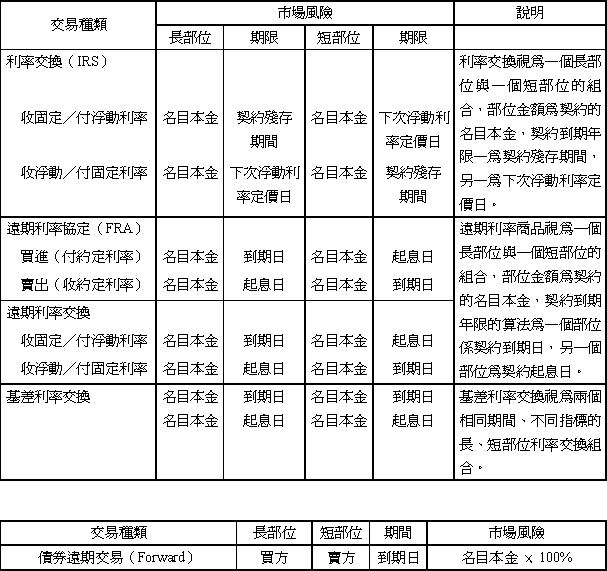 交易種類 市場風險 說明
長部位 期限 短部位 期限
利率交換（IRS）
收固定／付浮動利率 名目本金 契約殘存期間 名目本金 下次浮動利率定價日
收浮動／付固定利率 名目本金 下次浮動利率定價日 名目本金 契約殘存期間
利率交換視為一個長部
位與一個短部位的組
合，部位金額為契約的
名目本金，契約到期年
限一為契約殘存期間，
另一為下次浮動利率定
價日。
遠期利率協定（FRA）
買進（付約定利率） 名目本金 到期日 名目本金 起息日
賣出（收約定利率） 名目本金 起息日 名目本金 到期日
遠期利率交換
收固定／付浮動利率 名目本金 到期日 名目本金 起息日
收浮動／付固定利率 名目本金 起息日 名目本金 到期日
遠期利率商品視為一個
長部位與一個短部位的
組合，部位金額為契約
的名目本金，契約到期
年限的算法為一個部位
係契約到期日，另一個
部位為契約起息日。
基差利率交換 名目本金 到期日 名目本金 到期日
名目本金 起息日 名目本金 起息日
基差利率交換視為兩個
相同期間、不同指標的
長、短部位利率交換組
合。
交易種類 長部位 短部位 期間 市場風險
債券遠期交易（Forward） 買方 賣方 到期日 名目本金 x 100%